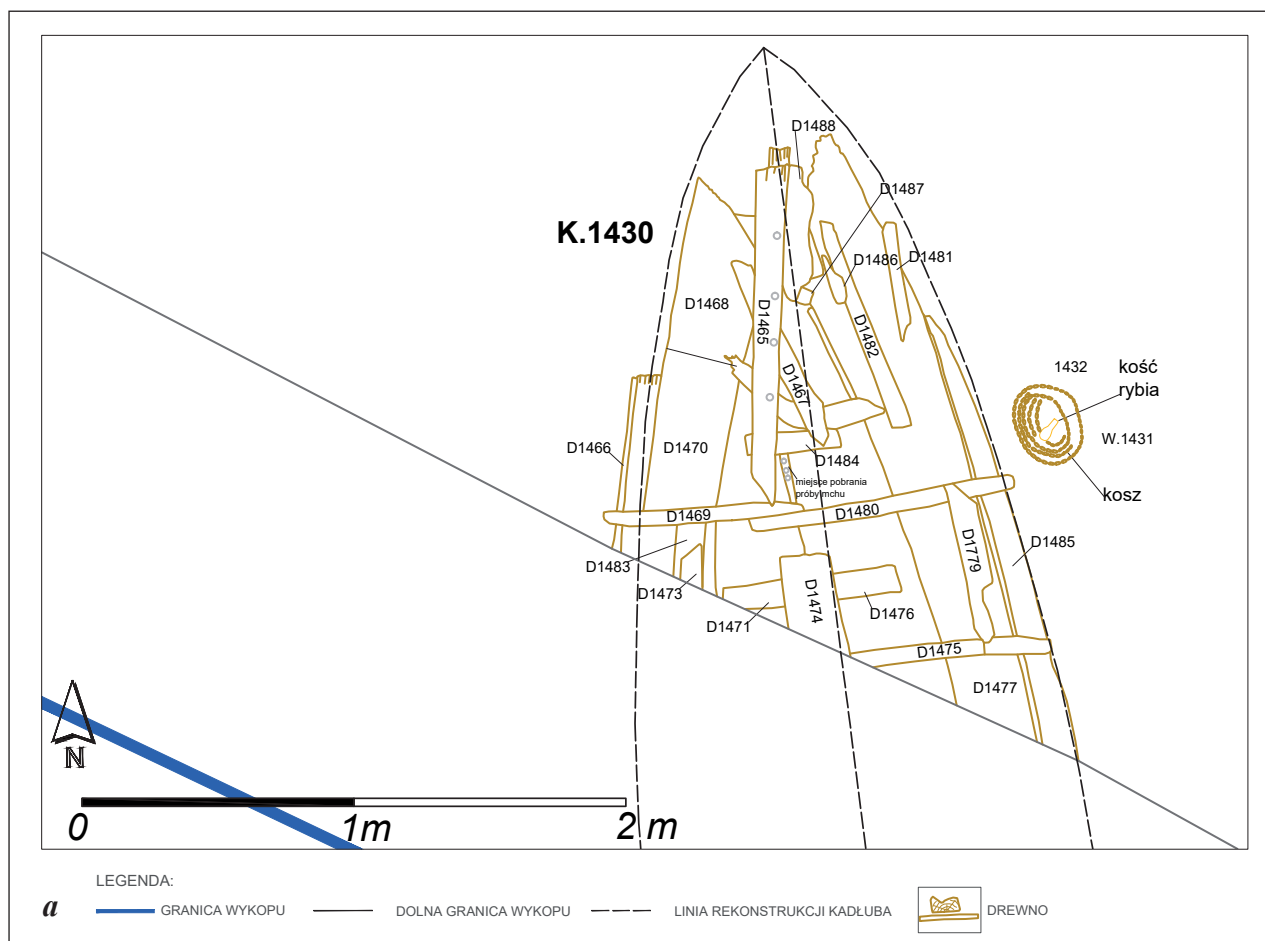 D1488
D1487
K.1430
D1486
D1481
D1468
D1465
D1482
1432
kość
rybia
D1467
W.1431
D1466
D1470
D1484
miejsce pobrania
próby mchu
kosz
D1469
D1480
D1779
D1485
D1483
D1473
D1474
D1476
D1471
D1475
D1477
N
0
1m
2 m
LEGENDA:
a
GRANICA WYKOPU
DOLNA GRANICA WYKOPU
LINIA REKONSTRUKCJI KADŁUBA
DREWNO